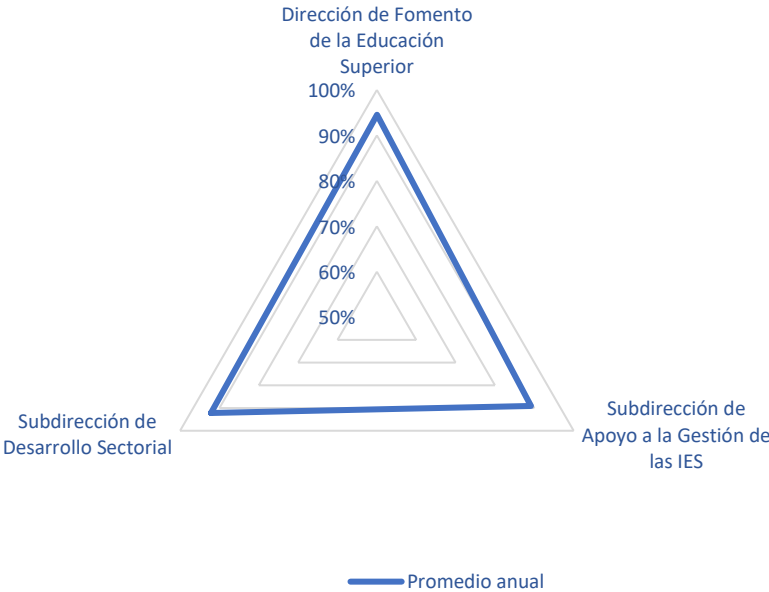 Dirección de Fomento
de la Educación
Superior
100%
90%
80%
70%
60%
50%
Subdirección de
Desarrollo Sectorial
Subdirección de
Apoyo a la Gestión de
las IES
Promedio anual